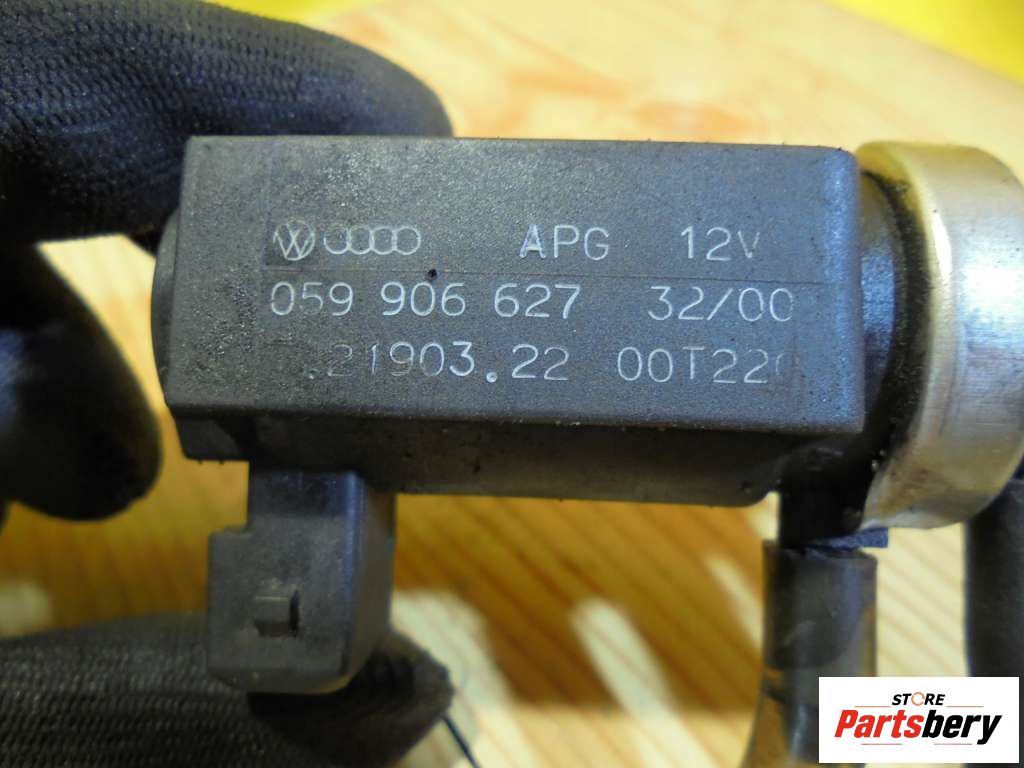 APG 12V
059 906 627 32/00
.21903.22 00T22
STORE
Partsbery